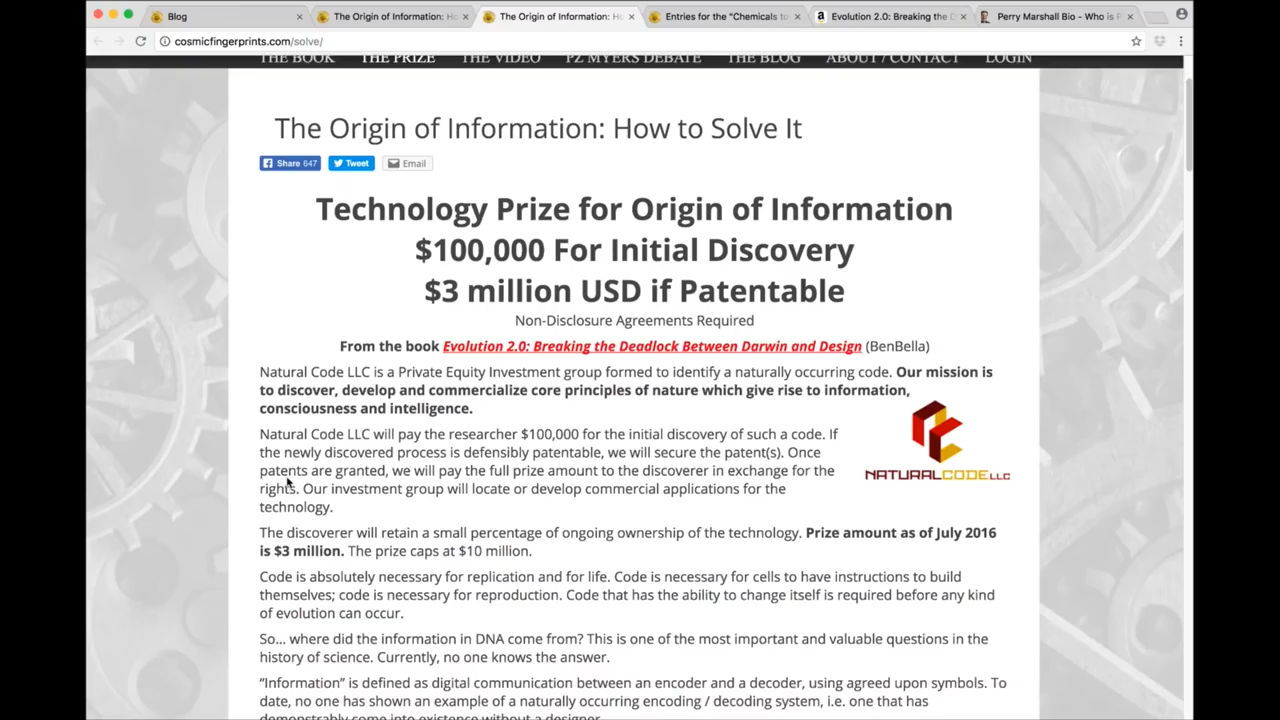 Blog
The Origin of Information: H
The Origin of Information: H
Entries for the "Chemicals to
Evolution 2.0: Breaking the D
Perry Marshall Bio - Who is P
cosmicfingerprints.com/solve/
THE BOOK THE PRIZE THE VIDEO PZ MYERS DEBATE THE BLOG ABOUT / CONTACT LOGIN
The Origin of Information: How to Solve It
Share 647 Tweet Email
Technology Prize for Origin of Information
$100,000 For Initial Discovery
$3 million USD if Patentable
Non-Disclosure Agreements Required
From the book Evolution 2.0: Breaking the Deadlock Between Darwin and Design (BenBella)
Natural Code LLC is a Private Equity Investment group formed to identify a naturally occurring code. Our mission is
to discover, develop and commercialize core principles of nature which give rise to information,
consciousness and intelligence.
Natural Code LLC will pay the researcher $100,000 for the initial discovery of such a code. If
the newly discovered process is defensibly patentable, we will secure the patent(s). Once
patents are granted, we will pay the full prize amount to the discoverer in exchange for the
rights. Our investment group will locate or develop commercial applications for the
technology.
NATURALCODE LLC
The discoverer will retain a small percentage of ongoing ownership of the technology. Prize amount as of July 2016
is $3 million. The prize caps at $10 million.
Code is absolutely necessary for replication and for life. Code is necessary for cells to have instructions to build
themselves; code is necessary for reproduction. Code that has the ability to change itself is required before any kind
of evolution can occur.
So... where did the information in DNA come from? This is one of the most important and valuable questions in the
history of science. Currently, no one knows the answer.
“Information” is defined as digital communication between an encoder and a decoder, using agreed upon symbols. To
date, no one has shown an example of a naturally occurring encoding / decoding system, i.e. one that has
demonstrably come into existence without a designer.